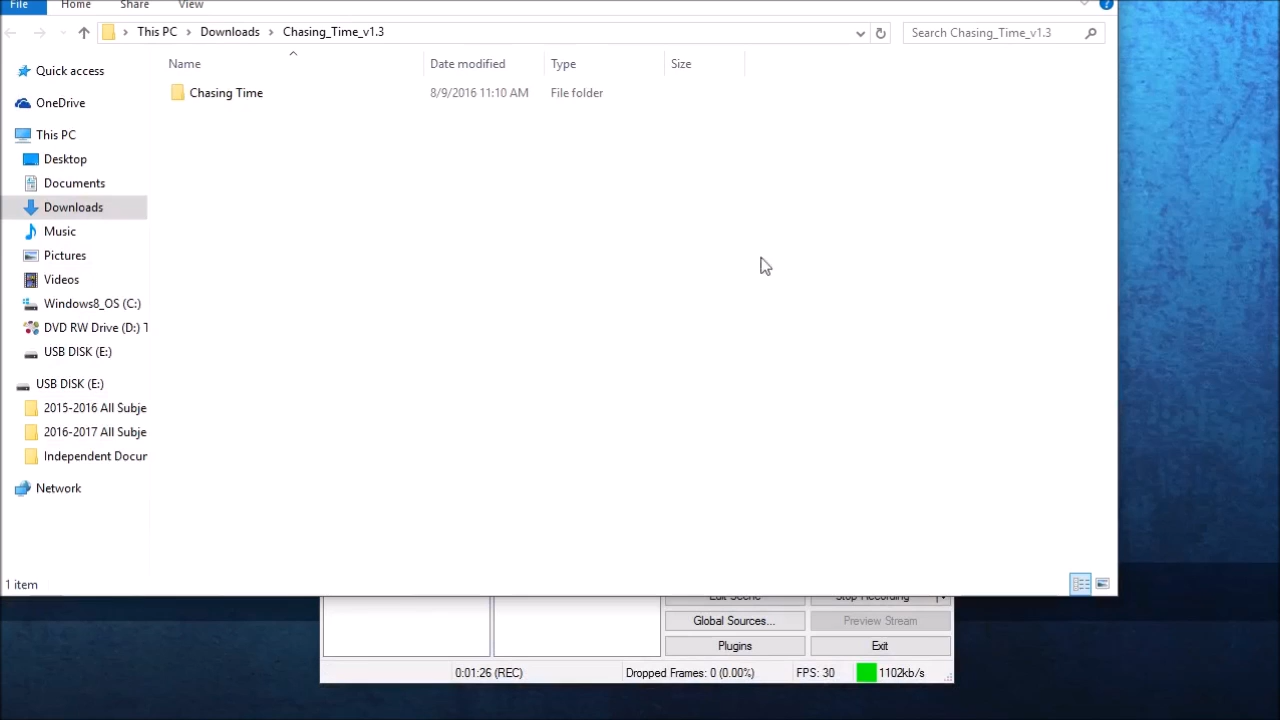 File Home Share View
This PC Downloads Chasing_Time_v1.3 Search Chasing_Time_v1.3
Name Date modified Type Size
Chasing Time 8/9/2016 11:10 AM File folder
Quick access
OneDrive
This PC
Desktop
Documents
Downloads
Music
Pictures
Videos
Windows8_OS (C:)
DVD RW Drive (D:) T
USB DISK (E:)
USB DISK (E:)
2015-2016 All Subje
2016-2017 All Subje
Independent Docur
Network
1 item
Edit Scene Stop Recording
Global Sources... Preview Stream
Plugins Exit
0:01:26 (REC) Dropped Frames: 0 (0.00%) FPS: 30 1102kb/s